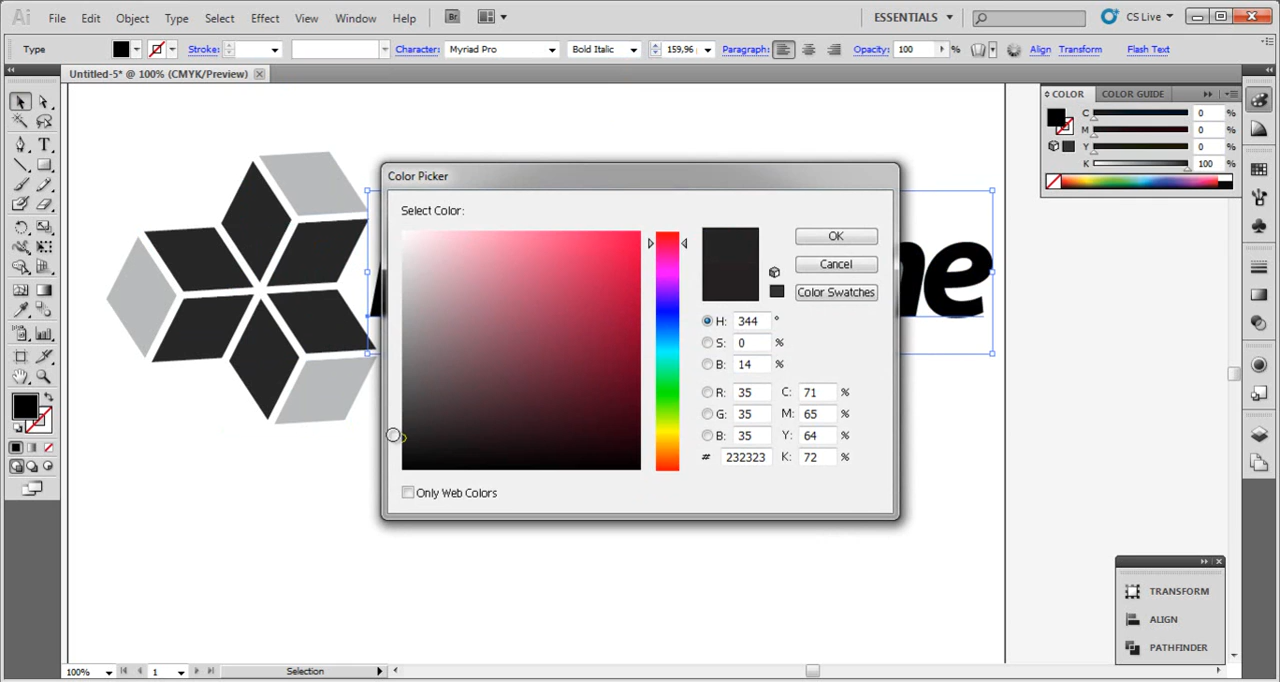 Ai File Edit Object Type Select Effect View Window Help Br ESSENTIALS CS Live
Type Stroke: Character: Myriad Pro Bold Italic 159,96 Paragraph: Opacity: 100 % Align Transform Flash Text
Untitled-5* @ 100% (CMYK/Preview)
COLOR COLOR GUIDE
C 0 %
M 0 %
Y 0 %
K 100 %
Color Picker
Select Color:
OK
Cancel
Color Swatches
H: 344 °
S: 0 %
B: 14 %
R: 35 C: 71 %
G: 35 M: 65 %
B: 35 Y: 64 %
# 232323 K: 72 %
Only Web Colors
ne
TRANSFORM
ALIGN
PATHFINDER
100% 1 Selection